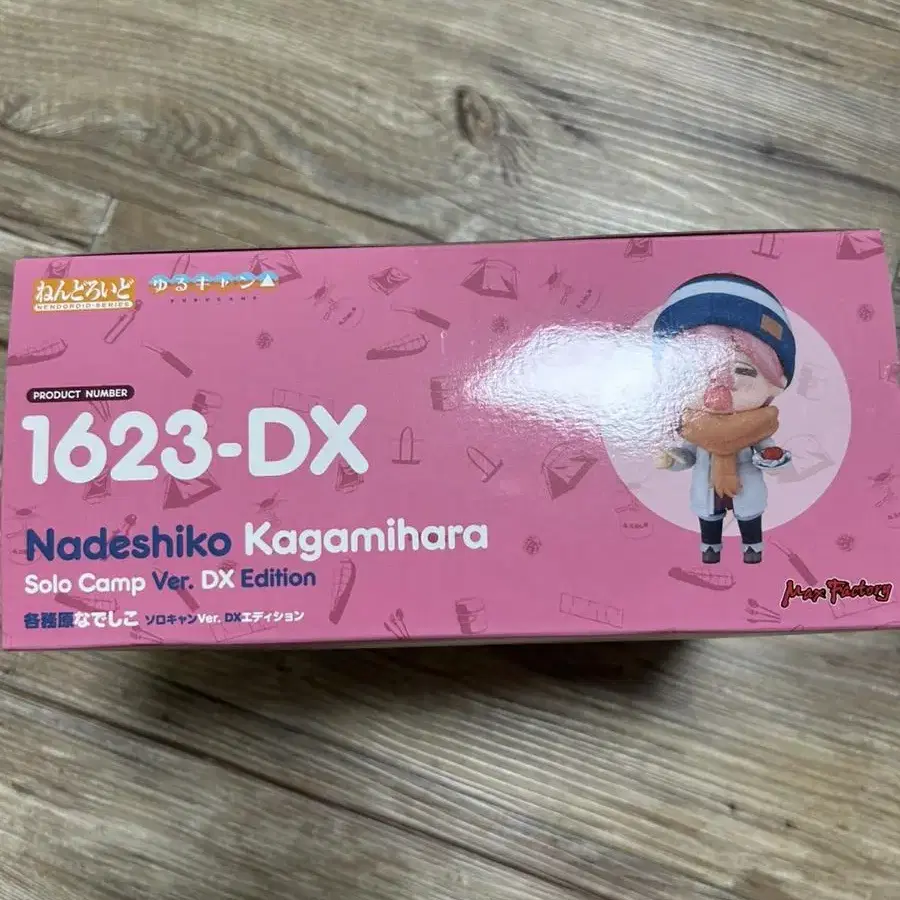 ねんどろいど
NENDOROID-SERIES
ゆるキャン△
YURUCAMP
PRODUCT NUMBER
1623-DX
Nadeshiko Kagamihara
Solo Camp Ver. DX Edition
各務原なでしこ ソロキャンVer. DXエディション
Max Factory